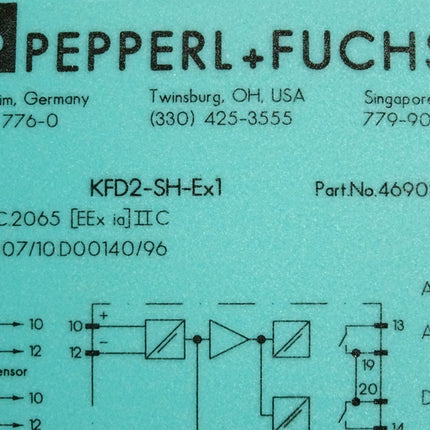 PEPPERL+FUCHS
im, Germany Twinsburg, OH, USA Singapore
776-0 (330) 425-3555 779-90
KFD2-SH-Ex1 Part.No.4690
C.2065 [EEx ia] II C
07/10.D00140/96
A
+
10 10 13
A
12 12 –
19
ensor
20
10 D
12 14